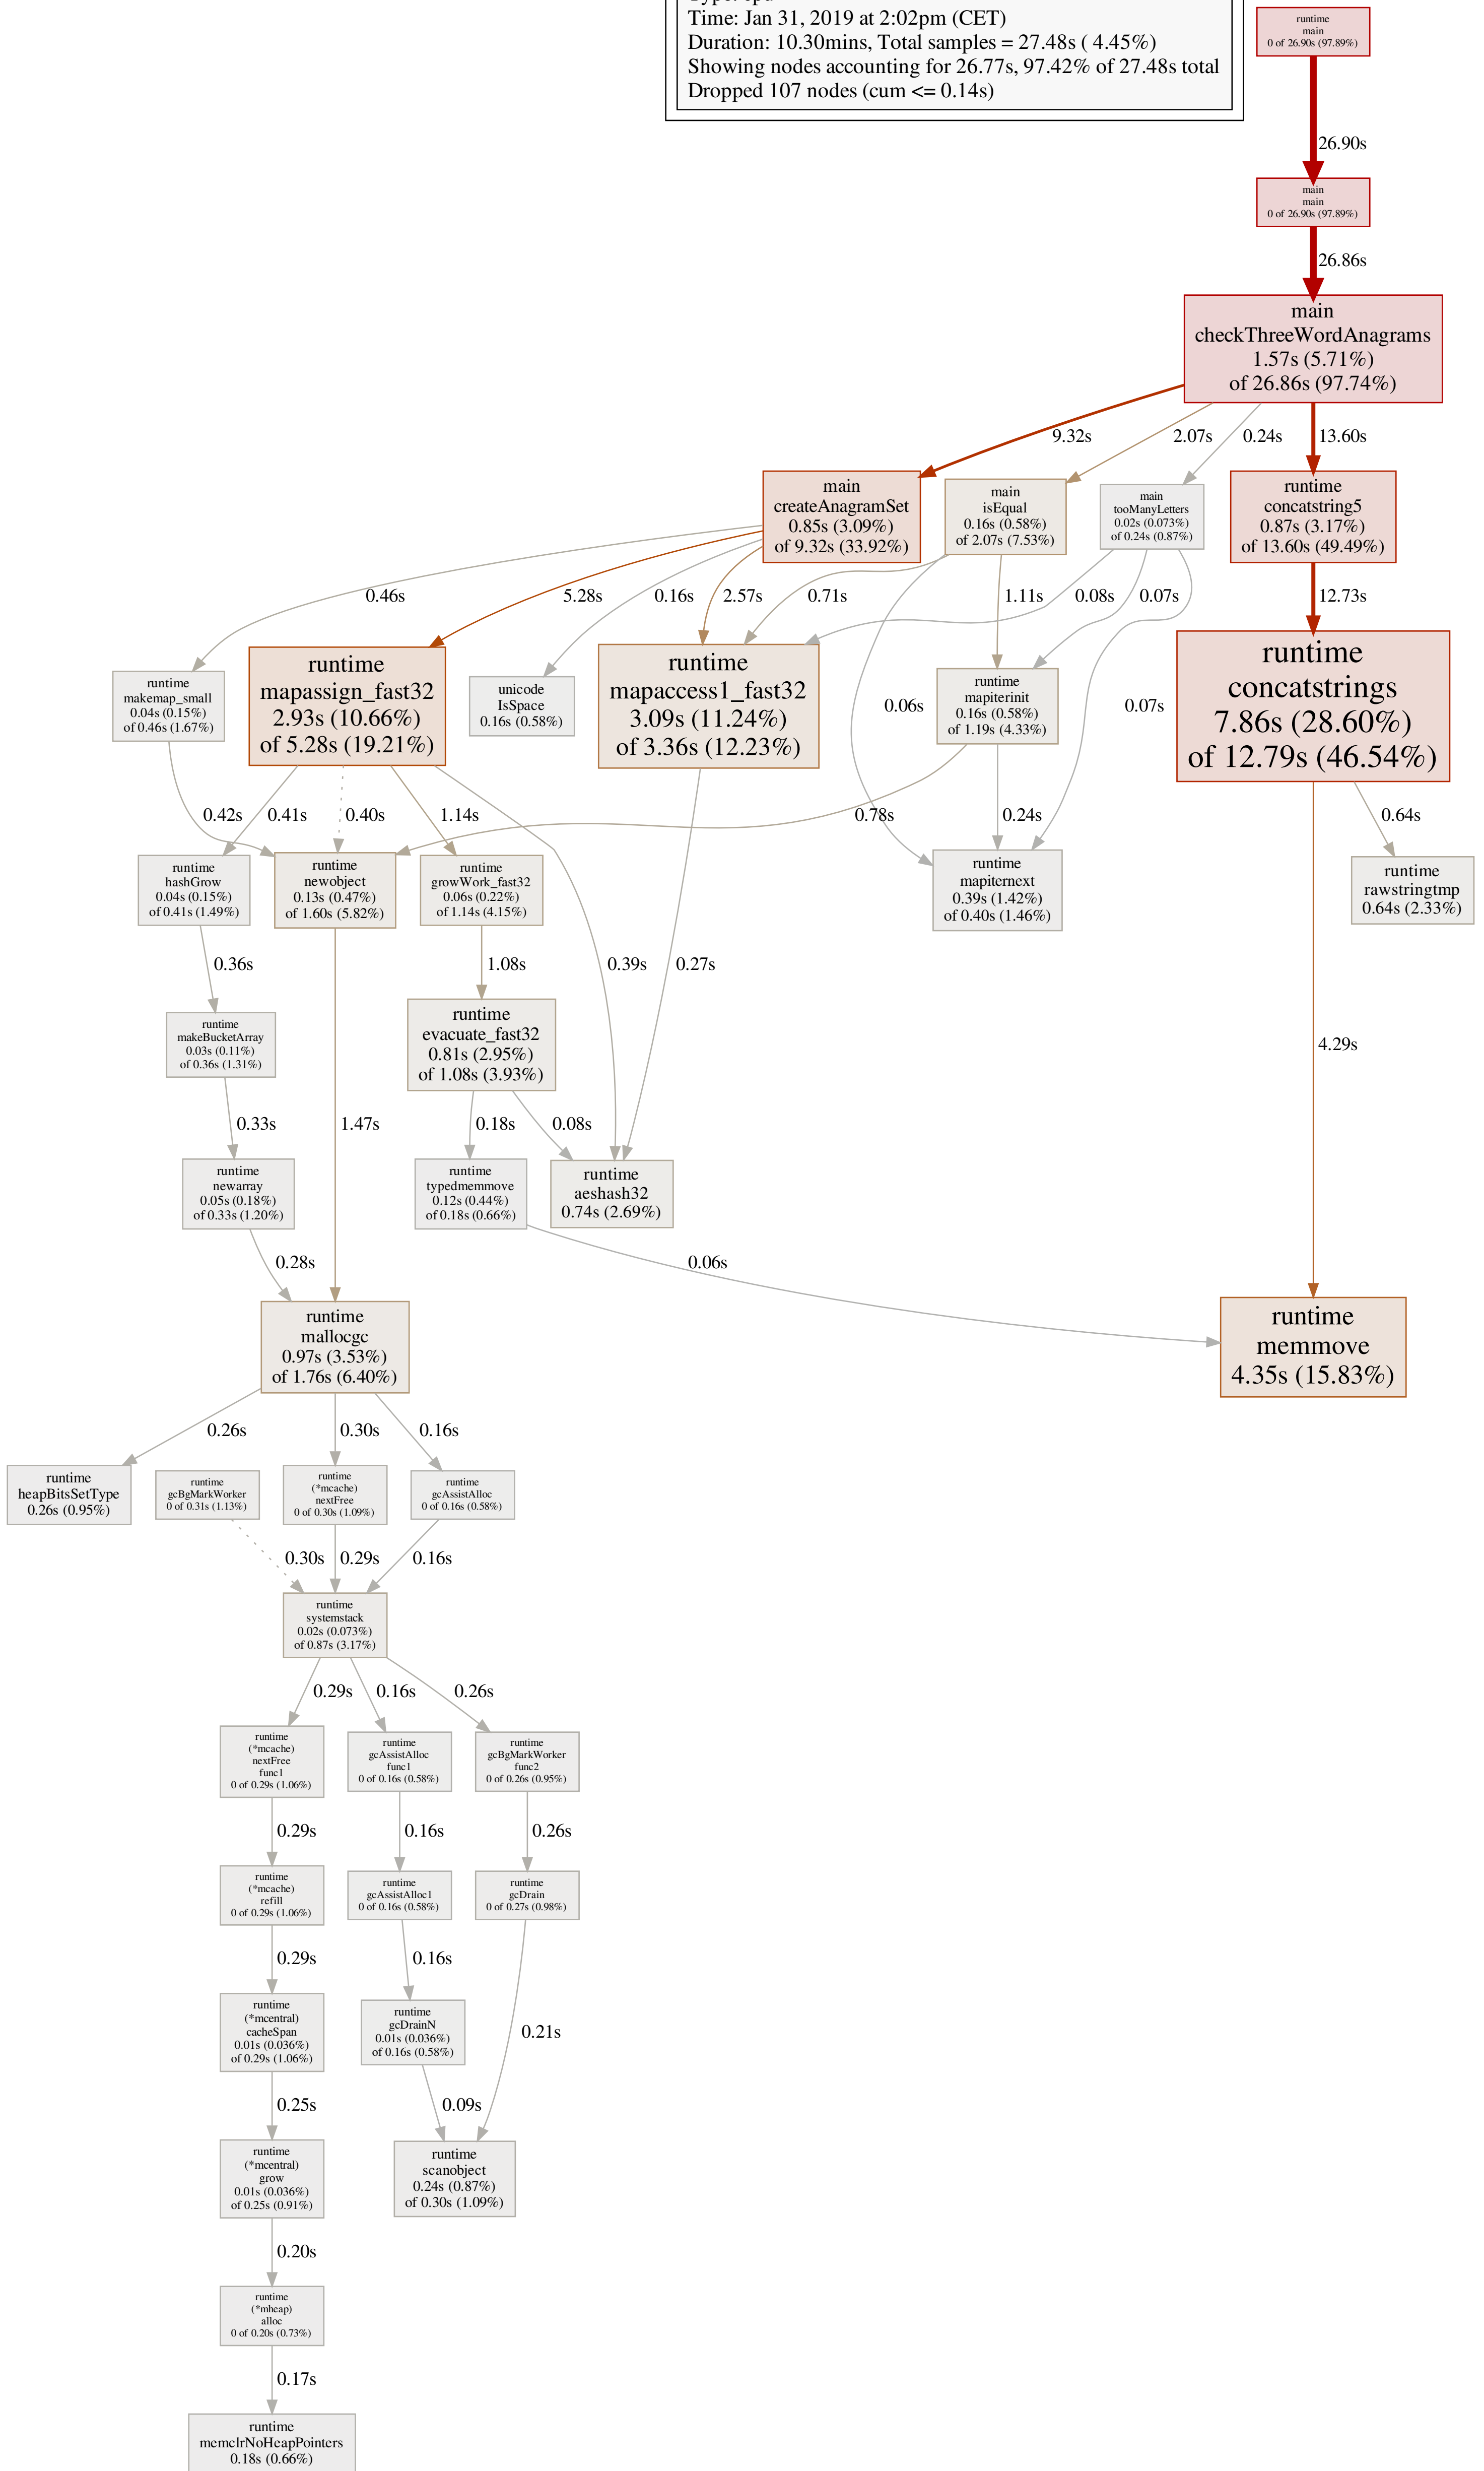 Type: cpu
Time: Jan 31, 2019 at 2:02pm (CET)
Duration: 10.30mins, Total samples = 27.48s ( 4.45%)
Showing nodes accounting for 26.77s, 97.42% of 27.48s total
Dropped 107 nodes (cum <= 0.14s)
runtime
main
0 of 26.90s (97.89%)
26.90s
main
main
0 of 26.90s (97.89%)
26.86s
main
checkThreeWordAnagrams
1.57s (5.71%)
of 26.86s (97.74%)
9.32s
2.07s
0.24s
13.60s
main
createAnagramSet
0.85s (3.09%)
of 9.32s (33.92%)
main
isEqual
0.16s (0.58%)
of 2.07s (7.53%)
main
tooManyLetters
0.02s (0.073%)
of 0.24s (0.87%)
runtime
concatstring5
0.87s (3.17%)
of 13.60s (49.49%)
0.46s
5.28s
0.16s
2.57s
0.71s
1.11s
0.08s
0.07s
12.73s
runtime
makemap_small
0.04s (0.15%)
of 0.46s (1.67%)
runtime
mapassign_fast32
2.93s (10.66%)
of 5.28s (19.21%)
unicode
IsSpace
0.16s (0.58%)
runtime
mapaccess1_fast32
3.09s (11.24%)
of 3.36s (12.23%)
0.06s
runtime
mapiterinit
0.16s (0.58%)
of 1.19s (4.33%)
0.07s
runtime
concatstrings
7.86s (28.60%)
of 12.79s (46.54%)
0.42s
0.41s
0.40s
1.14s
0.78s
0.24s
0.64s
runtime
hashGrow
0.04s (0.15%)
of 0.41s (1.49%)
runtime
newobject
0.13s (0.47%)
of 1.60s (5.82%)
runtime
growWork_fast32
0.06s (0.22%)
of 1.14s (4.15%)
runtime
mapiternext
0.39s (1.42%)
of 0.40s (1.46%)
runtime
rawstringtmp
0.64s (2.33%)
0.36s
1.08s
0.39s
0.27s
runtime
makeBucketArray
0.03s (0.11%)
of 0.36s (1.31%)
runtime
evacuate_fast32
0.81s (2.95%)
of 1.08s (3.93%)
4.29s
0.33s
1.47s
0.18s
0.08s
runtime
newarray
0.05s (0.18%)
of 0.33s (1.20%)
runtime
typedmemmove
0.12s (0.44%)
of 0.18s (0.66%)
runtime
aeshash32
0.74s (2.69%)
0.28s
0.06s
runtime
mallocgc
0.97s (3.53%)
of 1.76s (6.40%)
runtime
memmove
4.35s (15.83%)
0.26s
0.30s
0.16s
runtime
heapBitsSetType
0.26s (0.95%)
runtime
gcBgMarkWorker
0 of 0.31s (1.13%)
runtime
(*mcache)
nextFree
0 of 0.30s (1.09%)
runtime
gcAssistAlloc
0 of 0.16s (0.58%)
0.30s
0.29s
0.16s
runtime
systemstack
0.02s (0.073%)
of 0.87s (3.17%)
0.29s
0.16s
0.26s
runtime
(*mcache)
nextFree
func1
0 of 0.29s (1.06%)
runtime
gcAssistAlloc
func1
0 of 0.16s (0.58%)
runtime
gcBgMarkWorker
func2
0 of 0.26s (0.95%)
0.29s
0.16s
0.26s
runtime
(*mcache)
refill
0 of 0.29s (1.06%)
runtime
gcAssistAlloc1
0 of 0.16s (0.58%)
runtime
gcDrain
0 of 0.27s (0.98%)
0.29s
0.16s
runtime
(*mcentral)
cacheSpan
0.01s (0.036%)
of 0.29s (1.06%)
runtime
gcDrainN
0.01s (0.036%)
of 0.16s (0.58%)
0.21s
0.25s
0.09s
runtime
(*mcentral)
grow
0.01s (0.036%)
of 0.25s (0.91%)
runtime
scanobject
0.24s (0.87%)
of 0.30s (1.09%)
0.20s
runtime
(*mheap)
alloc
0 of 0.20s (0.73%)
0.17s
runtime
memclrNoHeapPointers
0.18s (0.66%)